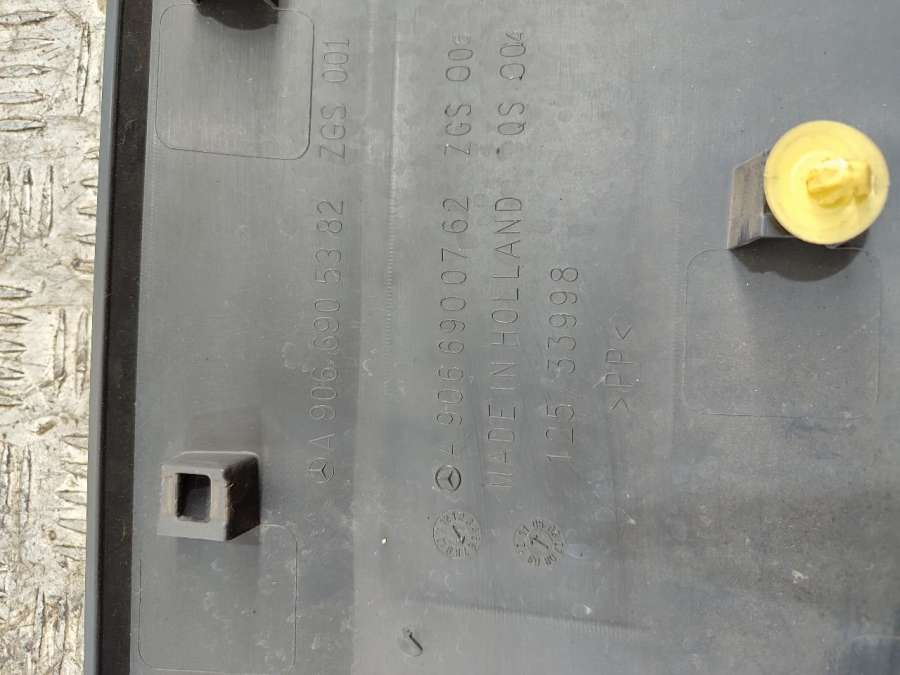 A 906 690 53 82 ZGS 001
A 906 690 07 62 ZGS 003
MADE IN HOLLAND QS 004
125 33998
>PP<